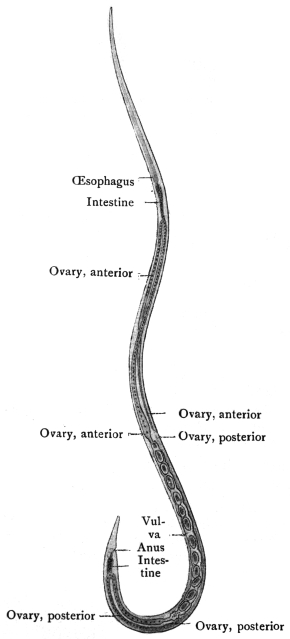 Œsophagus
Intestine
Ovary, anterior
Ovary, anterior
Ovary, anterior
Ovary, posterior
Vul-
va
Anus
Intes-
tine
Ovary, posterior
Ovary, posterior